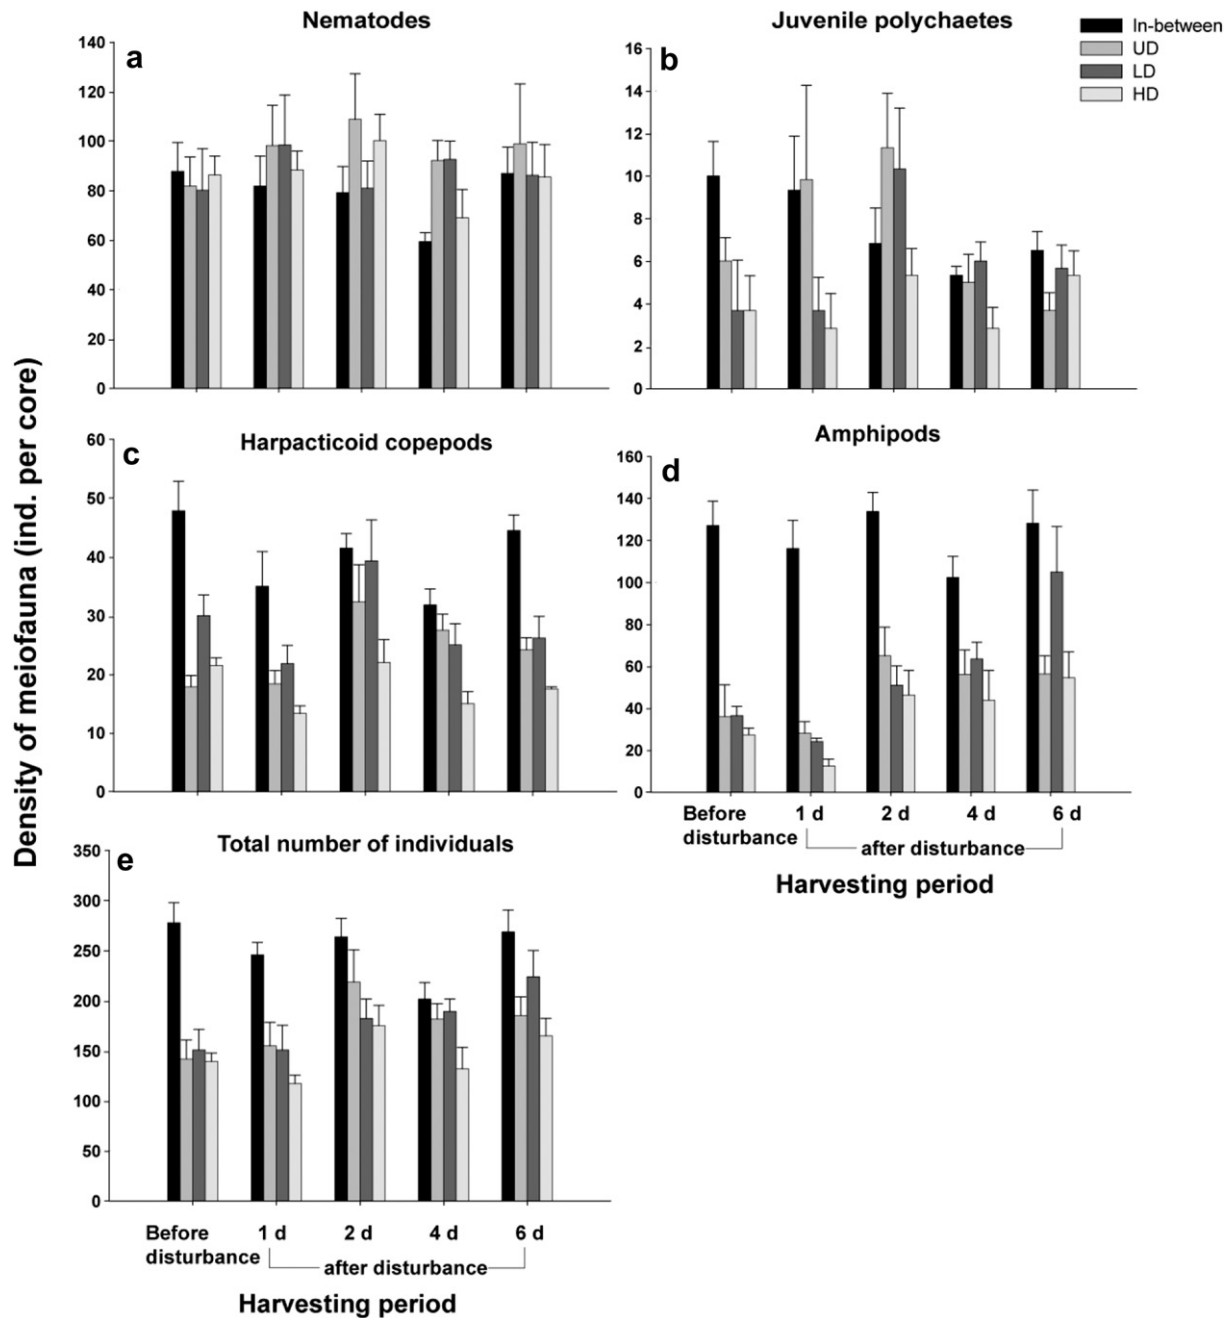 Nematodes
Juvenile polychaetes
In-between
UD
LD
HD
a
140
120
100
80
60
40
20
0
b
16
14
12
10
8
6
4
2
0
Density of meiofauna (ind. per core)
Harpacticoid copepods
c
60
50
40
30
20
10
0
Amphipods
d
160
140
120
100
80
60
40
20
0
Before
disturbance
1 d
2 d
4 d
6 d
after disturbance
Harvesting period
Total number of individuals
e
350
300
250
200
150
100
50
0
Before
disturbance
1 d
2 d
4 d
6 d
after disturbance
Harvesting period